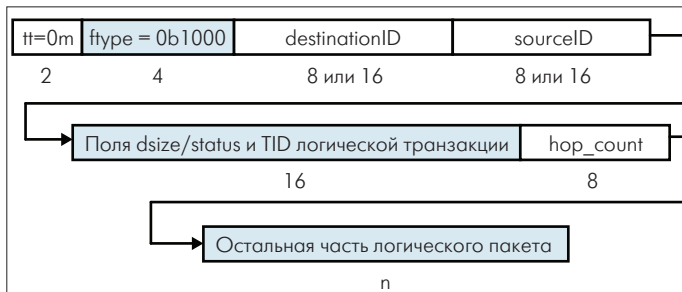 tt=0m ftype = 0b1000 destinationID sourceID
2 4 8 или 16 8 или 16
Поля dsize/status и TID логической транзакции hop_count
16 8
Остальная часть логического пакета
n